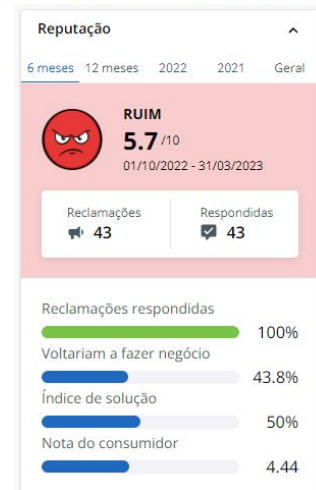 Reputação
6 meses 12 meses 2022 2021 Geral
RUIM
5.7 /10
01/10/2022 - 31/03/2023
Reclamações Respondidas
43 43
Reclamações respondidas
100%
Voltariam a fazer negócio
43.8%
Índice de solução
50%
Nota do consumidor
4.44